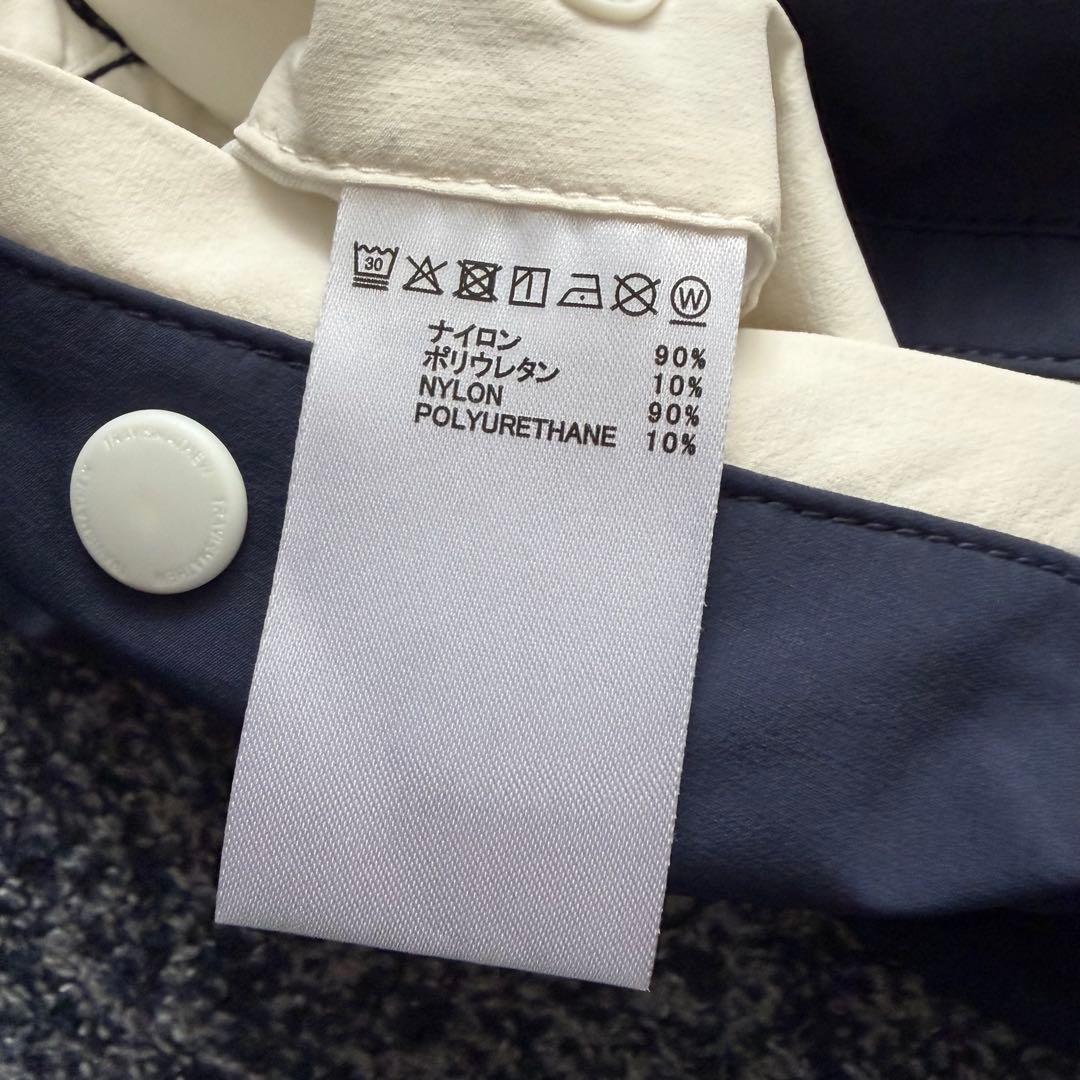 30
W
ナイロン 90%
ポリウレタン 10%
NYLON 90%
POLYURETHANE 10%